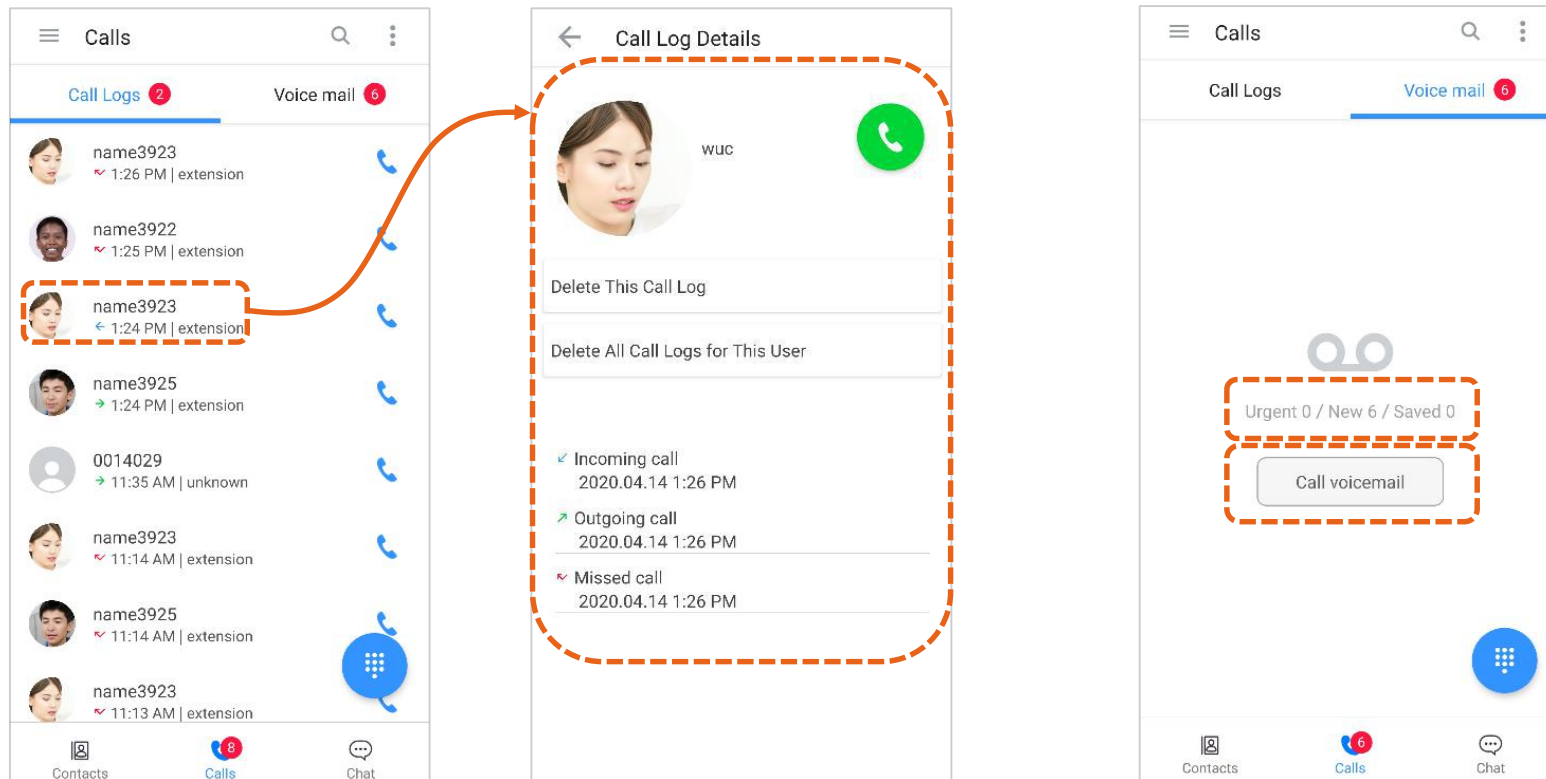 Calls
Call Logs 2 Voice mail 6
name3923
1:26 PM | extension
name3922
1:25 PM | extension
name3923
1:24 PM | extension
name3925
1:24 PM | extension
0014029
11:35 AM | unknown
name3923
11:14 AM | extension
name3925
11:14 AM | extension
name3923
11:13 AM | extension
8
Contacts Calls Chat
Call Log Details
wuc
Delete This Call Log
Delete All Call Logs for This User
Incoming call
2020.04.14 1:26 PM
Outgoing call
2020.04.14 1:26 PM
Missed call
2020.04.14 1:26 PM
Calls
Call Logs Voice mail 6
Urgent 0 / New 6 / Saved 0
Call voicemail
6
Contacts Calls Chat